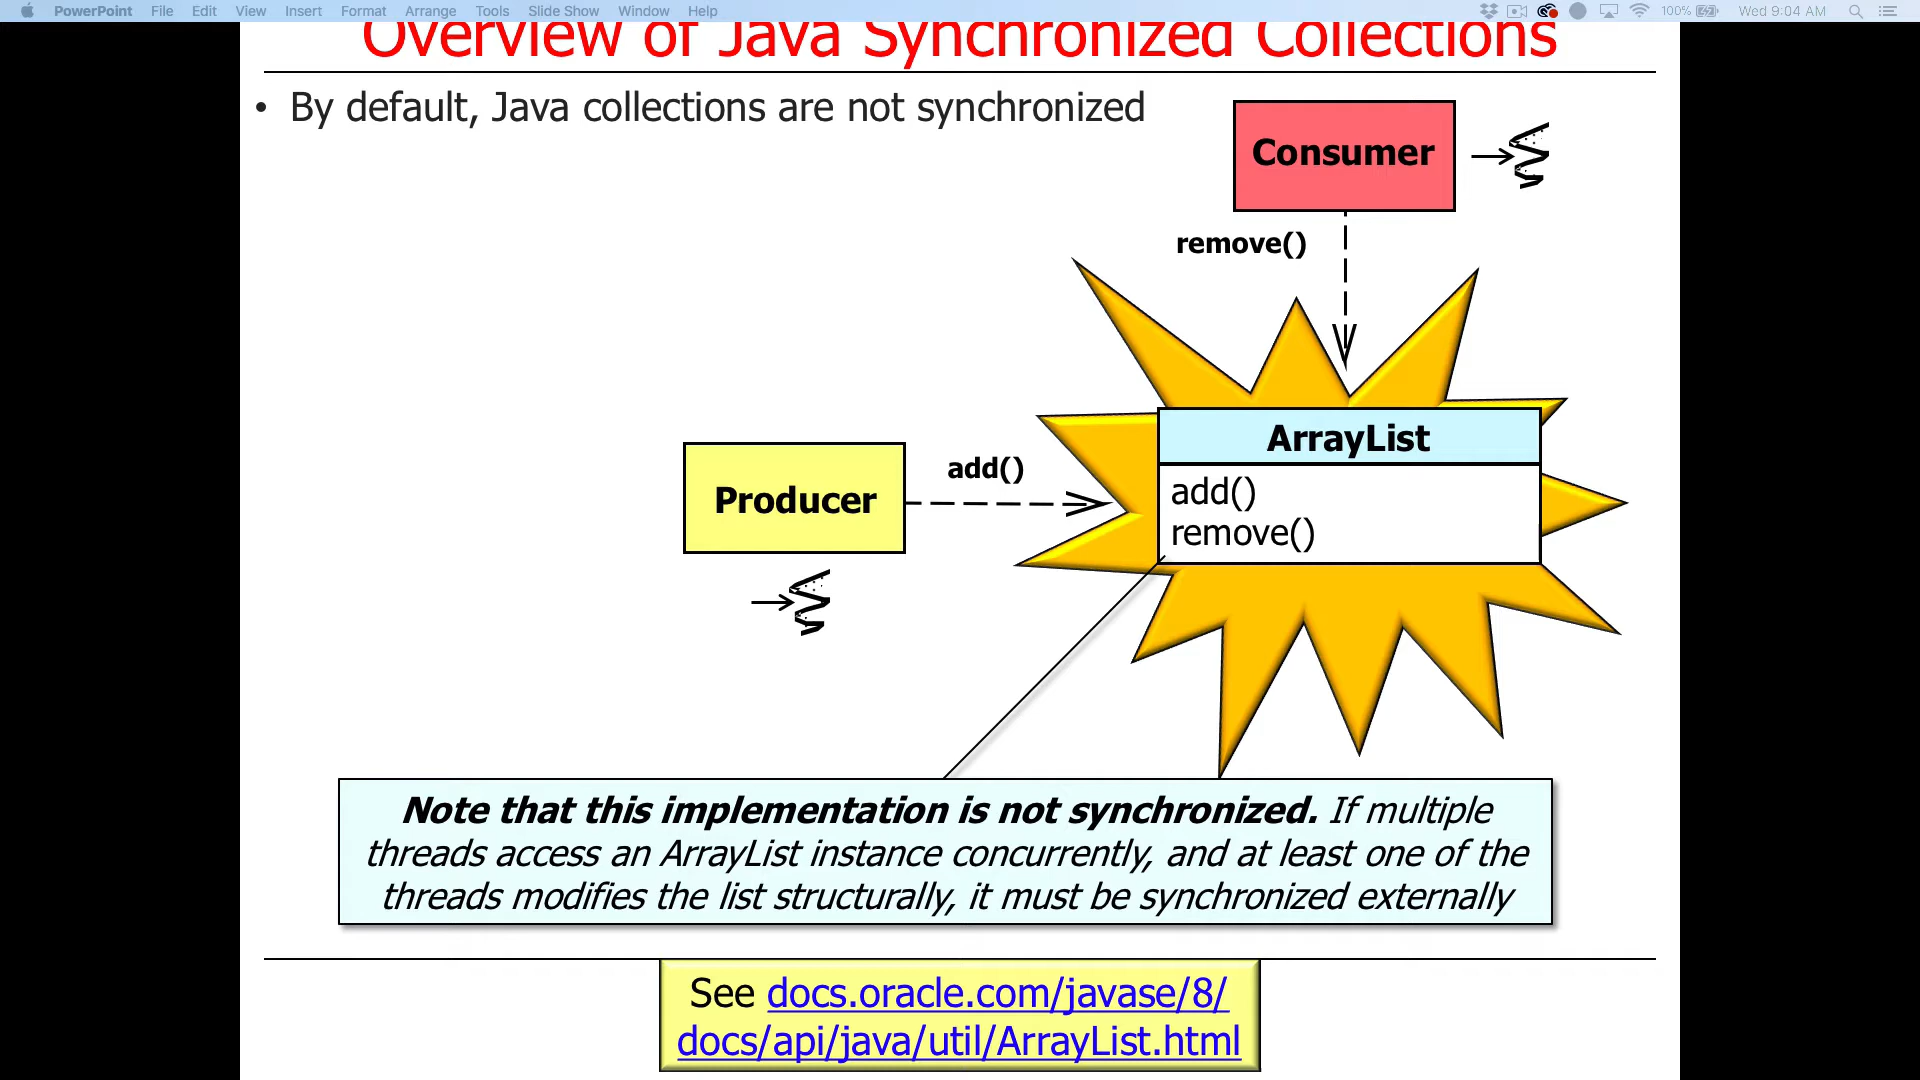 PowerPoint File Edit View Insert Format Arrange Tools Slide Show Window Help 100% Wed 9:04 AM
Overview of Java Synchronized Collections
• By default, Java collections are not synchronized
Consumer
remove()
ArrayList
add()
remove()
Producer
add()
Note that this implementation is not synchronized. If multiple
threads access an ArrayList instance concurrently, and at least one of the
threads modifies the list structurally, it must be synchronized externally
See docs.oracle.com/javase/8/
docs/api/java/util/ArrayList.html